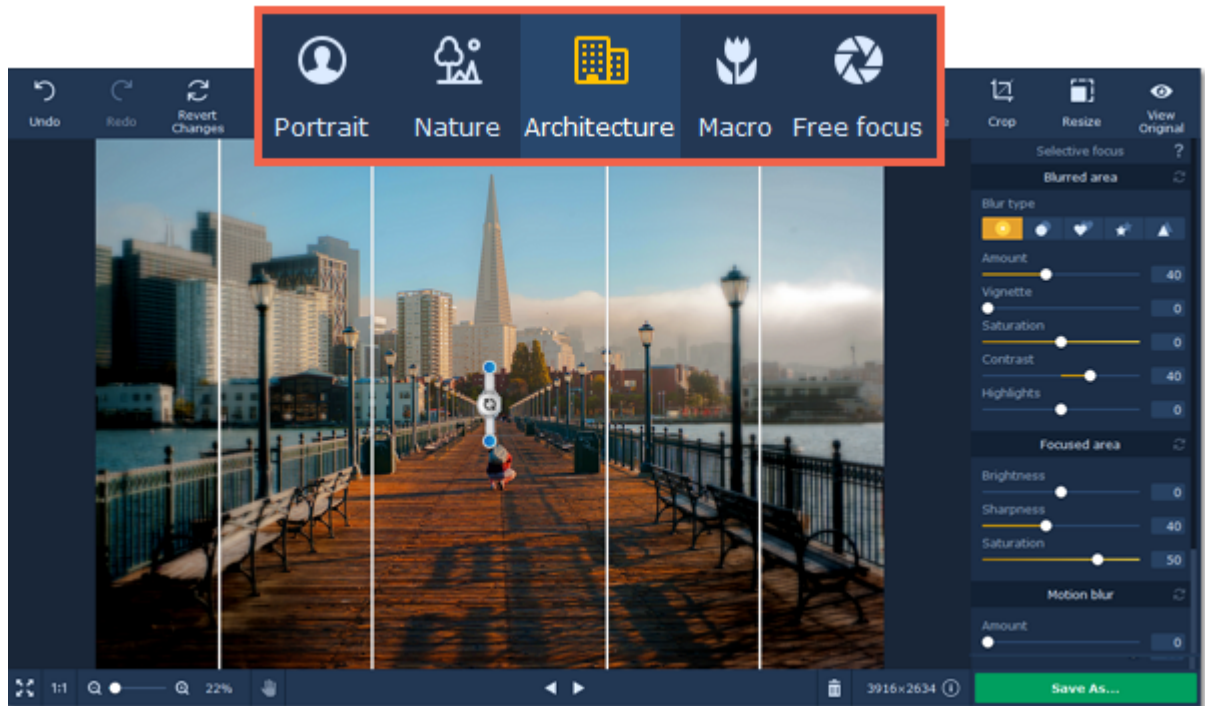 Portrait
Nature
Architecture
Macro
Free focus
Undo
Redo
Revert
Changes
Crop
Resize
View
Original
Selective focus ?
Blurred area
Blur type
Amount
40
Vignette
0
Saturation
0
Contrast
40
Highlights
0
Focused area
Brightness
0
Sharpness
40
Saturation
50
Motion blur
Amount
0
1:1
22%
3916×2634
Save As...